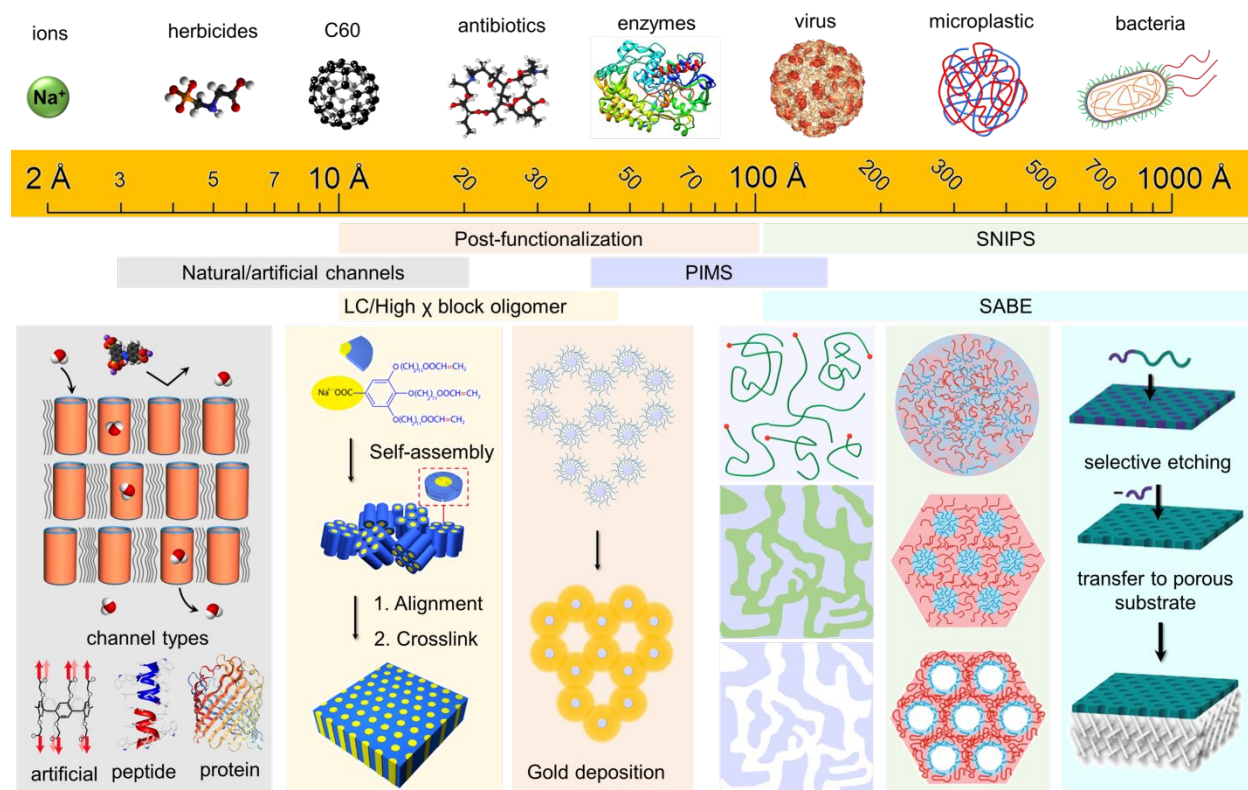 ions
herbicides
C60
antibiotics
enzymes
virus
microplastic
bacteria
Na⁺
2 Å
3
5
7
10 Å
20
30
50
70
100 Å
200
300
500
700
1000 Å
Post-functionalization
SNIPS
Natural/artificial channels
PIMS
LC/High χ block oligomer
SABE
channel types
artificial
peptide
protein
O(CH₂)₁₁OOCH=CH₂
Na⁺⁻OOC
O(CH₂)₁₁OOCH=CH₂
O(CH₂)₁₁OOCH=CH₂
Self-assembly
1. Alignment
2. Crosslink
Gold deposition
selective etching
transfer to porous
substrate